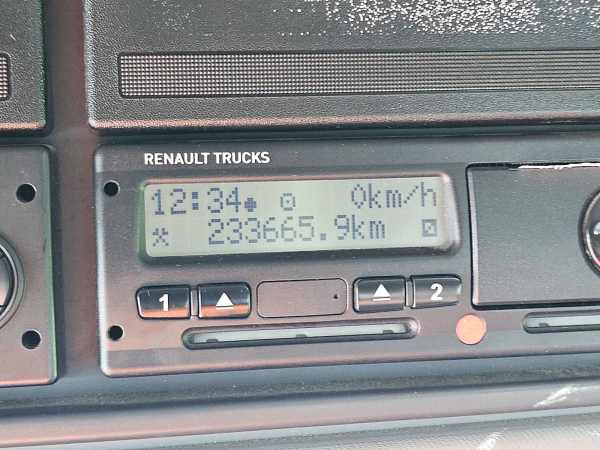 RENAULT TRUCKS
12:34 0km/h
233665.9km
1 2